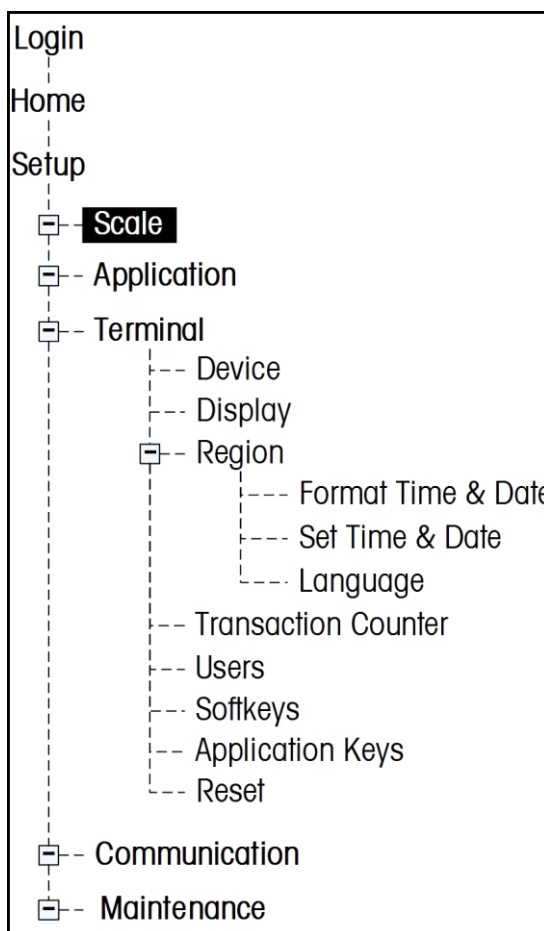 Login
Home
Setup
Scale
Application
Terminal
Device
Display
Region
Format Time & Date
Set Time & Date
Language
Transaction Counter
Users
Softkeys
Application Keys
Reset
Communication
Maintenance